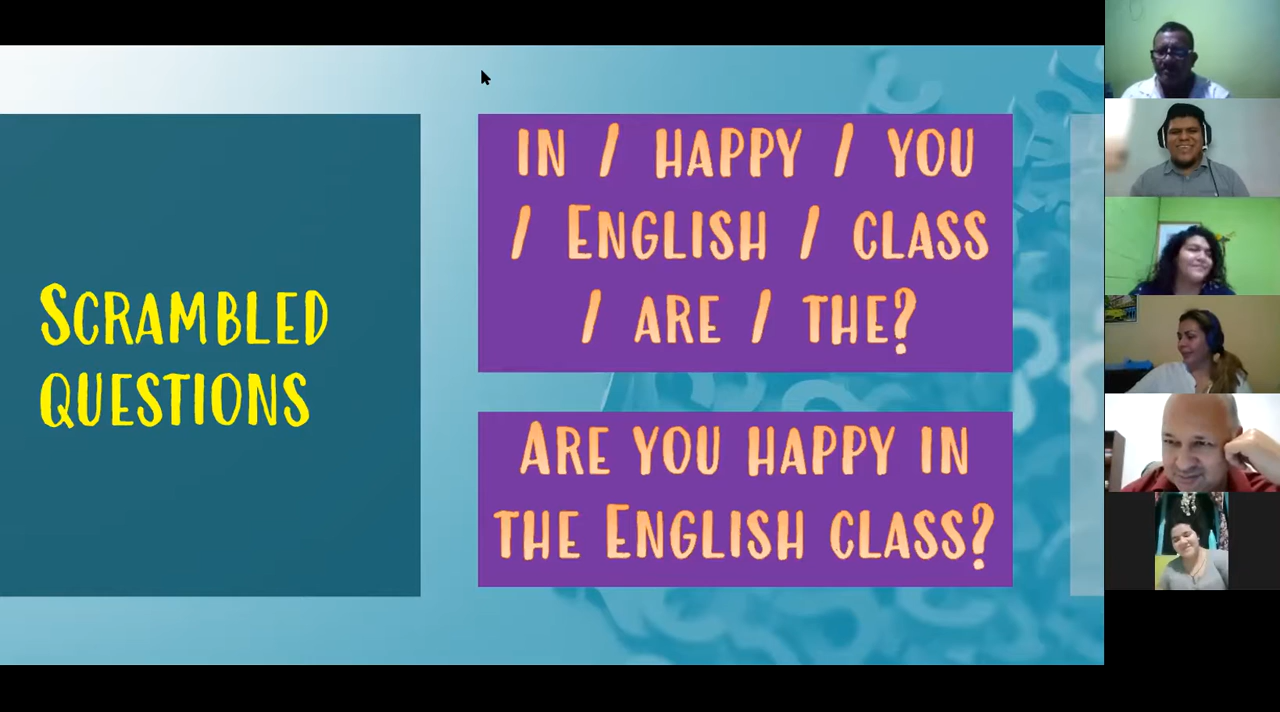 Scrambled
questions
in / happy / you
/ English / class
/ are / the?
Are you happy in
the English class?